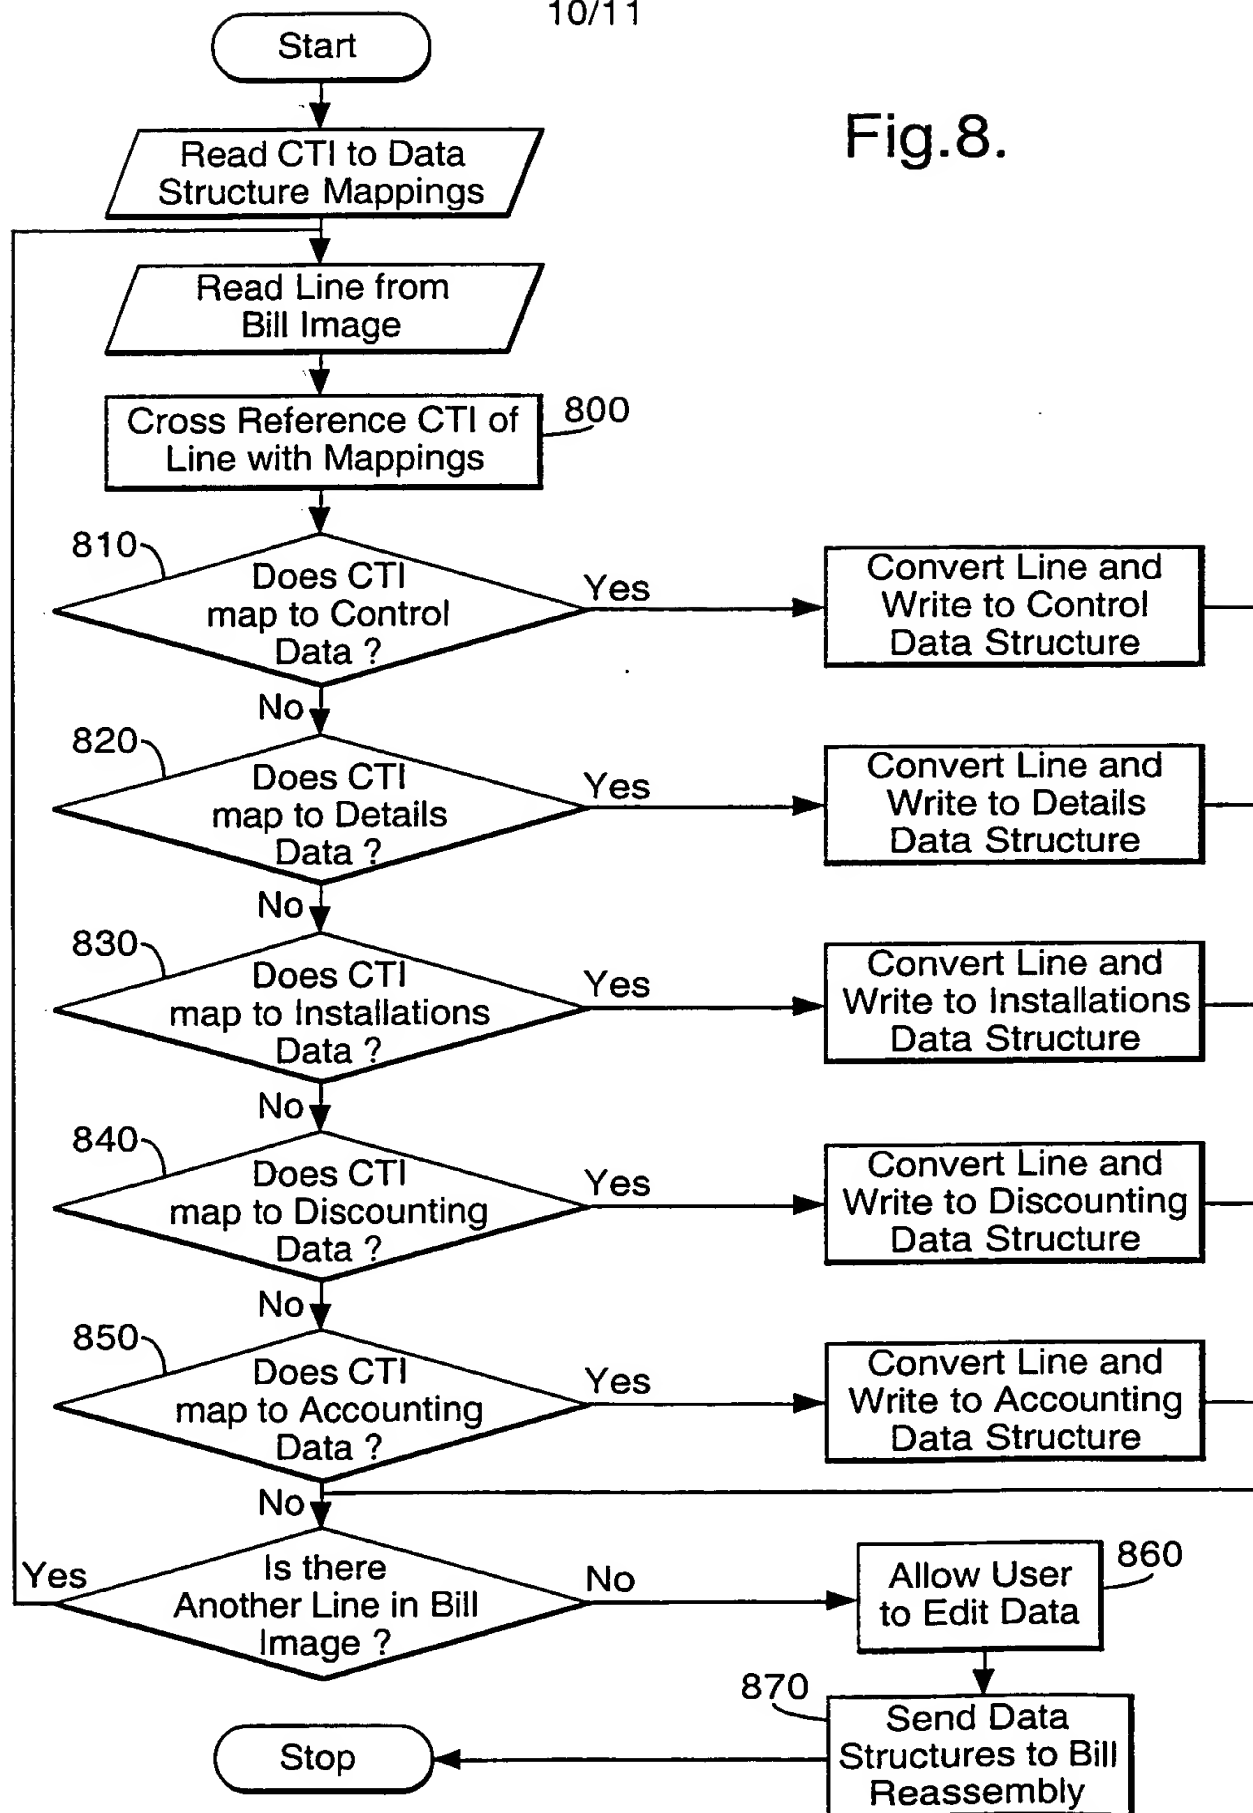 10/11
Start
Fig.8.
Read CTI to Data
Structure Mappings
Read Line from
Bill Image
Cross Reference CTI of
Line with Mappings
800
810
Does CTI
map to Control
Data ?
Yes
Convert Line and
Write to Control
Data Structure
No
820
Does CTI
map to Details
Data ?
Yes
Convert Line and
Write to Details
Data Structure
No
830
Does CTI
map to Installations
Data ?
Yes
Convert Line and
Write to Installations
Data Structure
No
840
Does CTI
map to Discounting
Data ?
Yes
Convert Line and
Write to Discounting
Data Structure
No
850
Does CTI
map to Accounting
Data ?
Yes
Convert Line and
Write to Accounting
Data Structure
No
Yes
Is there
Another Line in Bill
Image ?
No
Allow User
to Edit Data
860
870
Send Data
Structures to Bill
Reassembly
Stop